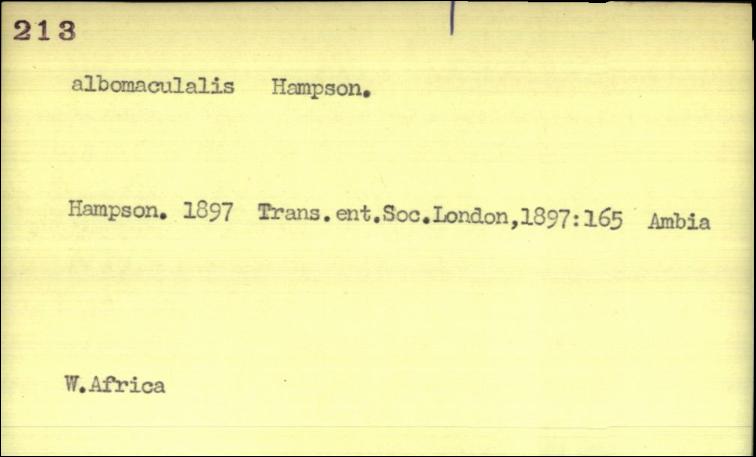 213
albomaculalis Hampson.
Hampson. 1897 Trans.ent.Soc.London,1897:165 Ambia
W.Africa